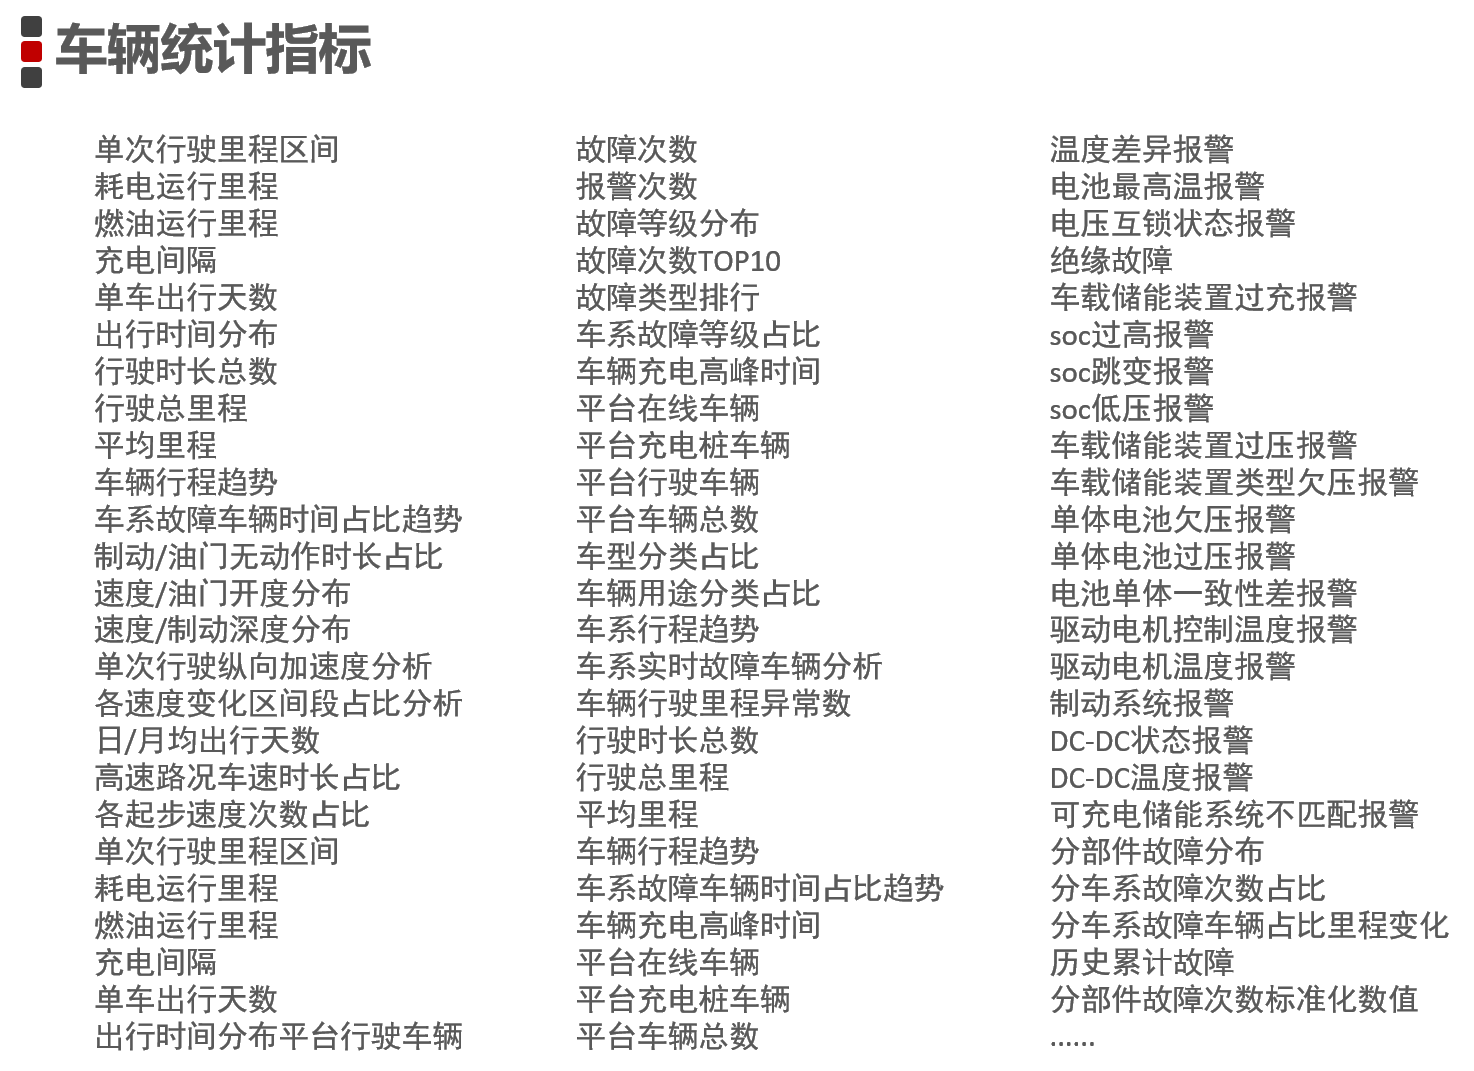 车辆统计指标
单次行驶里程区间
耗电运行里程
燃油运行里程
充电间隔
单车出行天数
出行时间分布
行驶时长总数
行驶总里程
平均里程
车辆行程趋势
车系故障车辆时间占比趋势
制动/油门无动作时长占比
速度/油门开度分布
速度/制动深度分布
单次行驶纵向加速度分析
各速度变化区间段占比分析
日/月均出行天数
高速路况车速时长占比
各起步速度次数占比
单次行驶里程区间
耗电运行里程
燃油运行里程
充电间隔
单车出行天数
出行时间分布平台行驶车辆
故障次数
报警次数
故障等级分布
故障次数TOP10
故障类型排行
车系故障等级占比
车辆充电高峰时间
平台在线车辆
平台充电桩车辆
平台行驶车辆
平台车辆总数
车型分类占比
车辆用途分类占比
车系行程趋势
车系实时故障车辆分析
车辆行驶里程异常数
行驶时长总数
行驶总里程
平均里程
车辆行程趋势
车系故障车辆时间占比趋势
车辆充电高峰时间
平台在线车辆
平台充电桩车辆
平台车辆总数
温度差异报警
电池最高温报警
电压互锁状态报警
绝缘故障
车载储能装置过充报警
soc过高报警
soc跳变报警
soc低压报警
车载储能装置过压报警
车载储能装置类型欠压报警
单体电池欠压报警
单体电池过压报警
电池单体一致性差报警
驱动电机控制温度报警
驱动电机温度报警
制动系统报警
DC-DC状态报警
DC-DC温度报警
可充电储能系统不匹配报警
分部件故障分布
分车系故障次数占比
分车系故障车辆占比里程变化
历史累计故障
分部件故障次数标准化数值
......